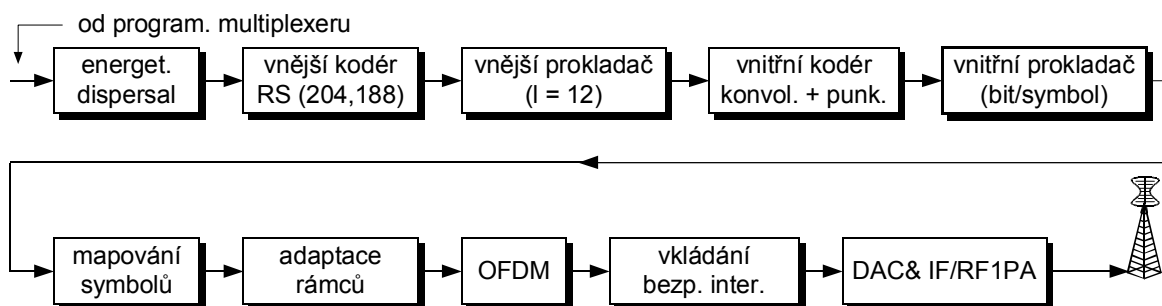 od program. multiplexeru
energet.
dispersal
vnější kodér
RS (204,188)
vnější prokladač
(I = 12)
vnitřní kodér
konvol. + punk.
vnitřní prokladač
(bit/symbol)
mapování
symbolů
adaptace
rámců
OFDM
vkládání
bezp. inter.
DAC& IF/RF1PA